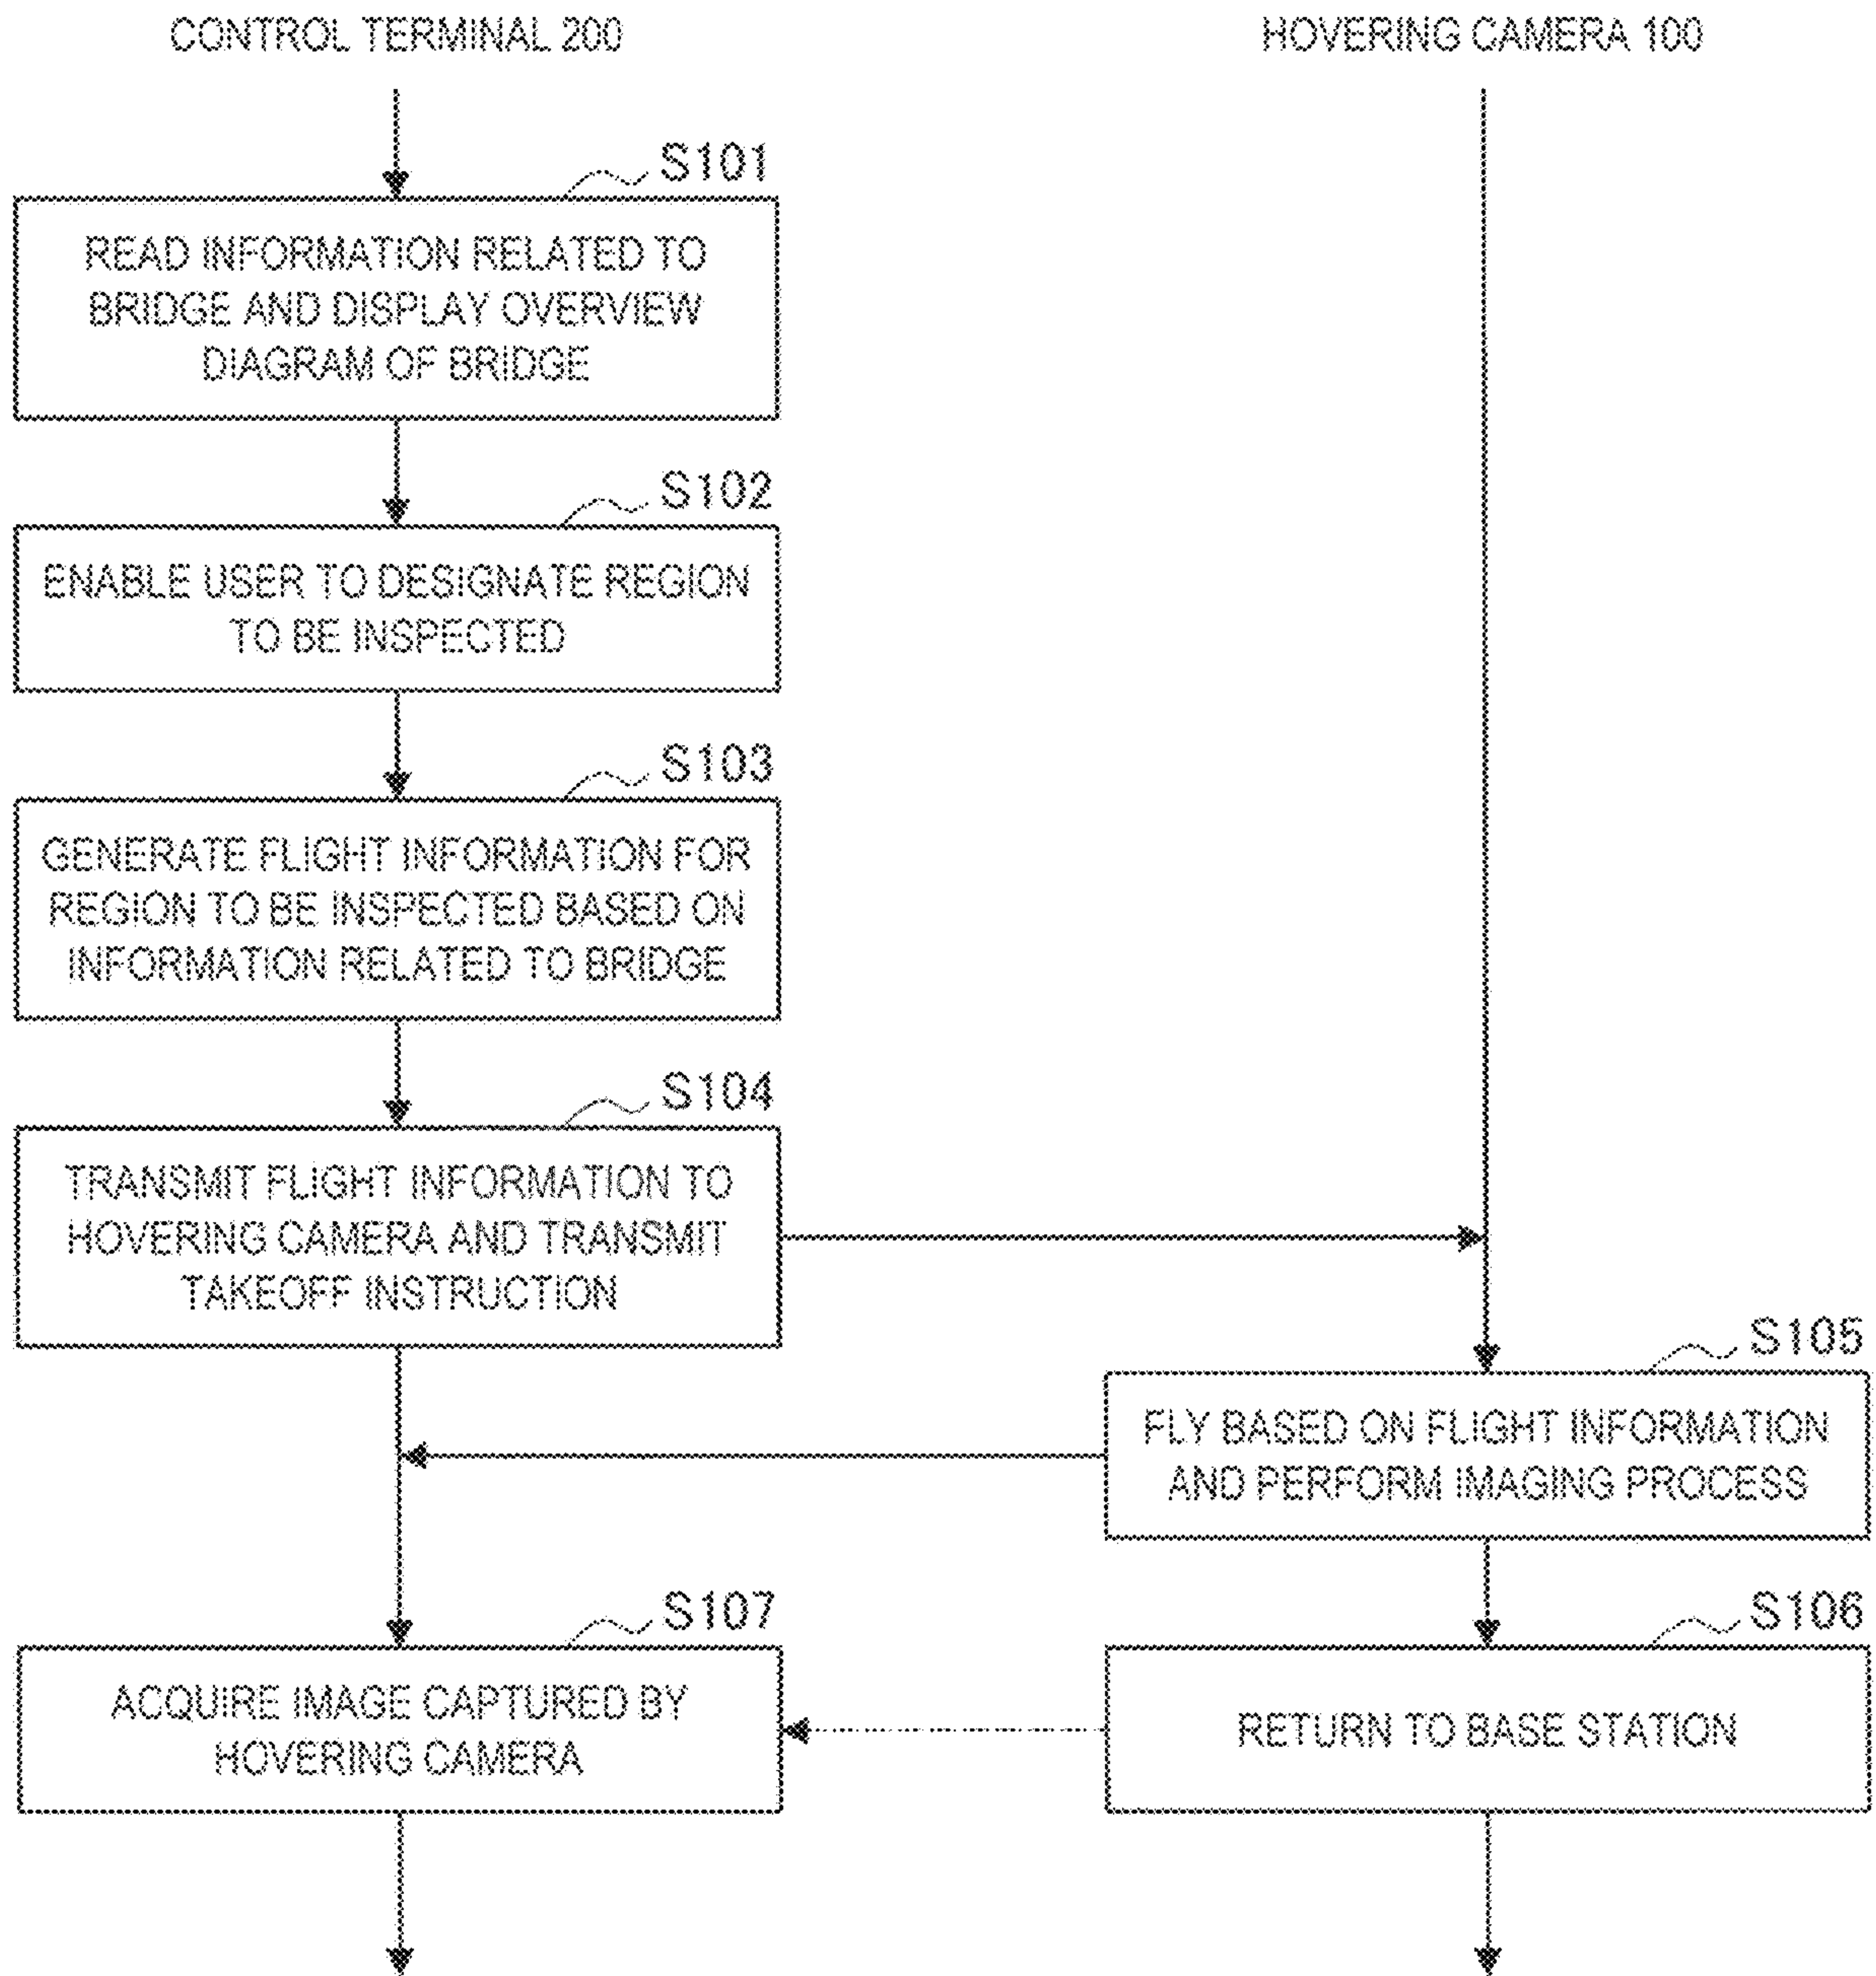 CONTROL TERMINAL 200
HOVERING CAMERA 100
S101
READ INFORMATION RELATED TO
BRIDGE AND DISPLAY OVERVIEW
DIAGRAM OF BRIDGE
S102
ENABLE USER TO DESIGNATE REGION
TO BE INSPECTED
S103
GENERATE FLIGHT INFORMATION FOR
REGION TO BE INSPECTED BASED ON
INFORMATION RELATED TO BRIDGE
S104
TRANSMIT FLIGHT INFORMATION TO
HOVERING CAMERA AND TRANSMIT
TAKEOFF INSTRUCTION
S105
FLY BASED ON FLIGHT INFORMATION
AND PERFORM IMAGING PROCESS
S107
ACQUIRE IMAGE CAPTURED BY
HOVERING CAMERA
S106
RETURN TO BASE STATION